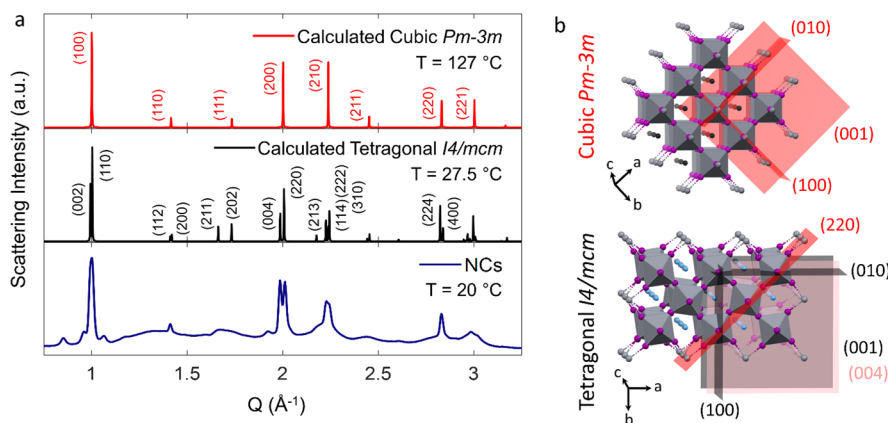 a
Scattering Intensity (a.u.)
Calculated Cubic Pm-3m
T = 127 °C
(100)
(110)
(111)
(200)
(210)
(211)
(220)
(221)
Calculated Tetragonal I4/mcm
T = 27.5 °C
(002)
(110)
(112)
(200)
(211)
(202)
(004)
(220)
(213)
(114)(222)
(310)
(224)
(400)
NCs
T = 20 °C
1
1.5
2
2.5
3
Q (Å⁻¹)
b
Cubic Pm-3m
(010)
(001)
(100)
c
a
b
Tetragonal I4/mcm
(220)
(010)
(001)
(004)
(100)
c
a
b